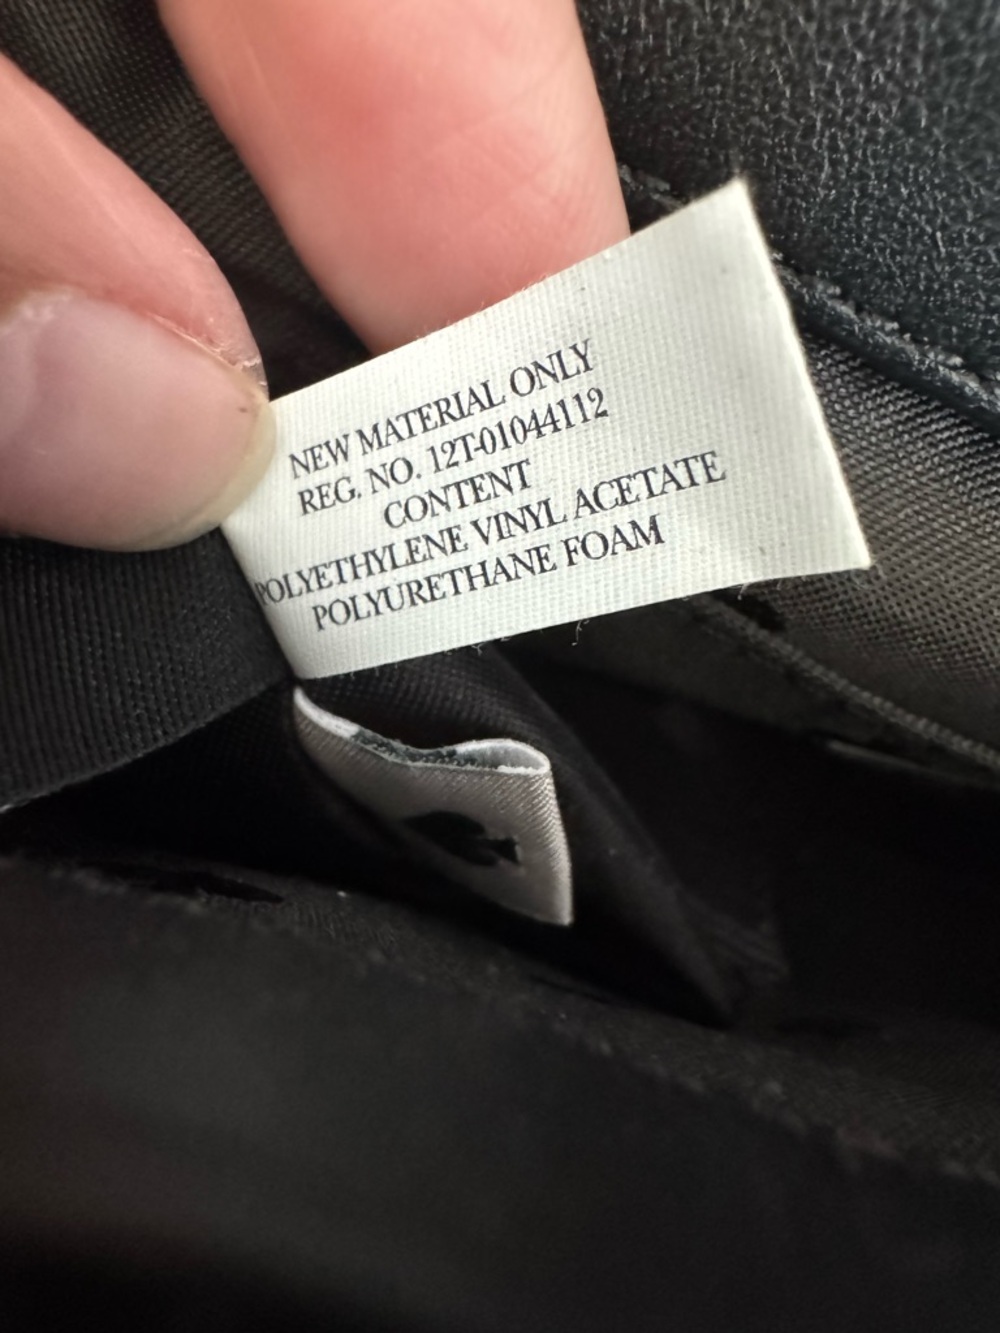 NEW MATERIAL ONLY
REG. NO. 12T-01044112
CONTENT
POLYETHYLENE VINYL ACETATE
POLYURETHANE FOAM